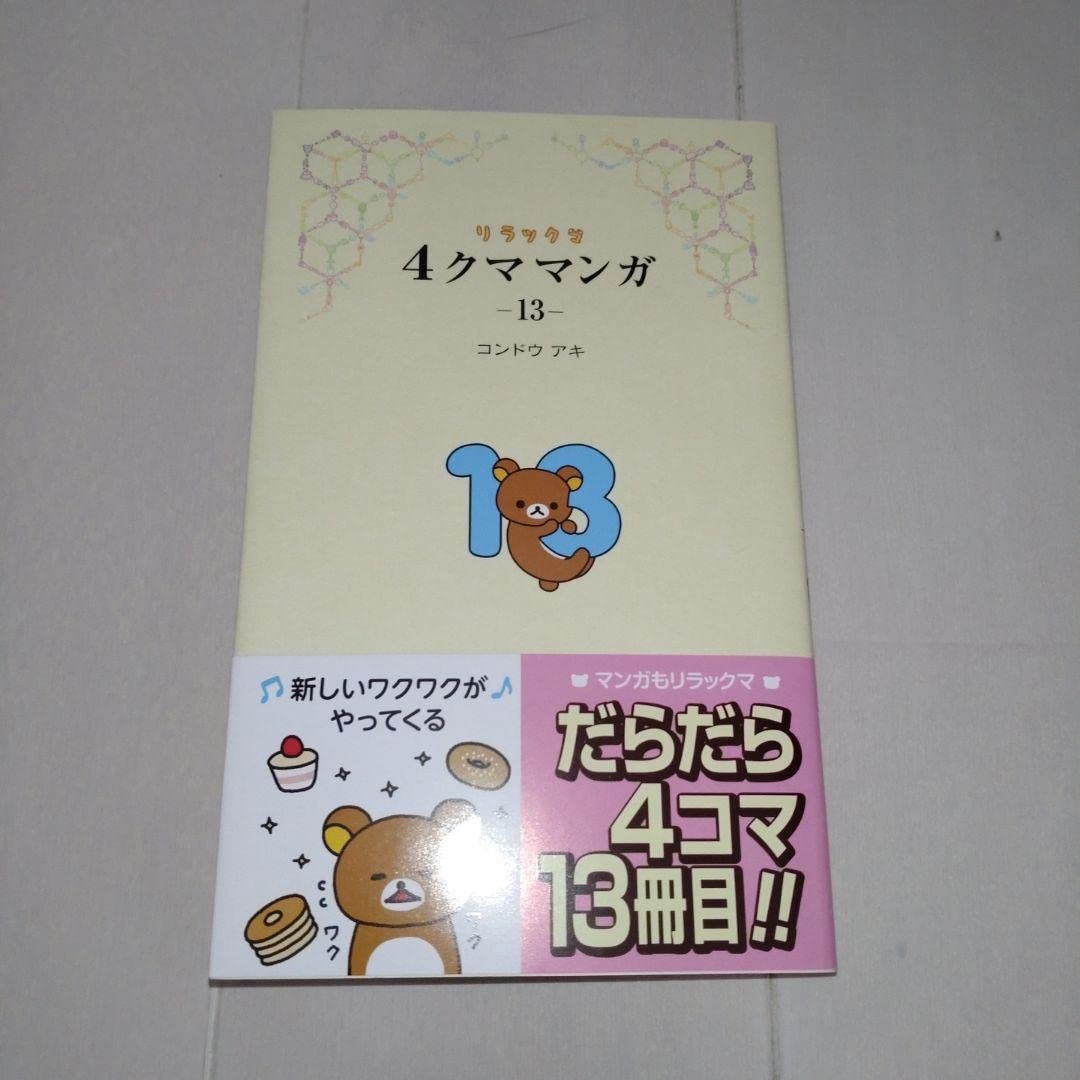 リラックマ
4クママンガ
-13-
コンドウ アキ
13
新しいワクワクが
やってくる
ワク
マンガもリラックマ
だらだら
4コマ
13冊目!!